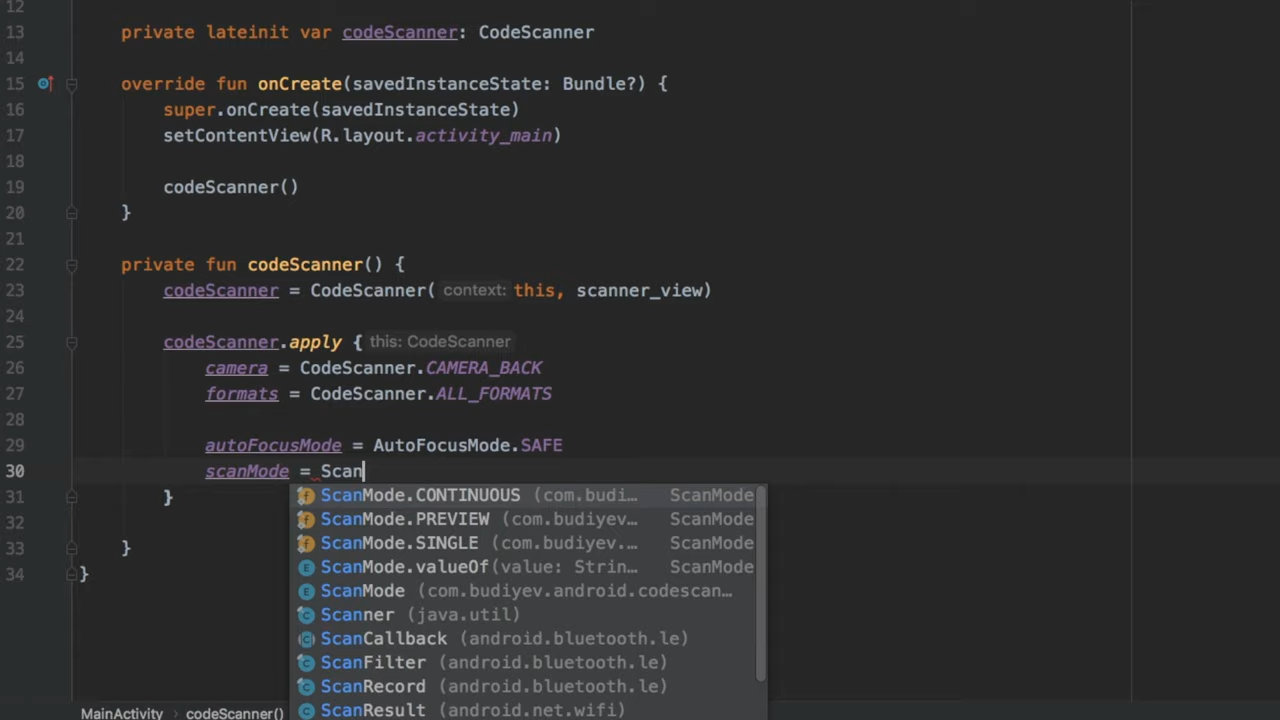 12
13 private lateinit var codeScanner: CodeScanner
14
15 override fun onCreate(savedInstanceState: Bundle?) {
16 super.onCreate(savedInstanceState)
17 setContentView(R.layout.activity_main)
18
19 codeScanner()
20 }
21
22 private fun codeScanner() {
23 codeScanner = CodeScanner( context: this, scanner_view)
24
25 codeScanner.apply { this: CodeScanner
26 camera = CodeScanner.CAMERA_BACK
27 formats = CodeScanner.ALL_FORMATS
28
29 autoFocusMode = AutoFocusMode.SAFE
30 scanMode = Scan
31 }
ScanMode.CONTINUOUS (com.budi… ScanMode
32
ScanMode.PREVIEW (com.budiyev… ScanMode
33 }
ScanMode.SINGLE (com.budiyev.… ScanMode
34 }
ScanMode.valueOf(value: Strin… ScanMode
ScanMode (com.budiyev.android.codescan…
Scanner (java.util)
ScanCallback (android.bluetooth.le)
ScanFilter (android.bluetooth.le)
ScanRecord (android.bluetooth.le)
ScanResult (android.net.wifi)
MainActivity › codeScanner()